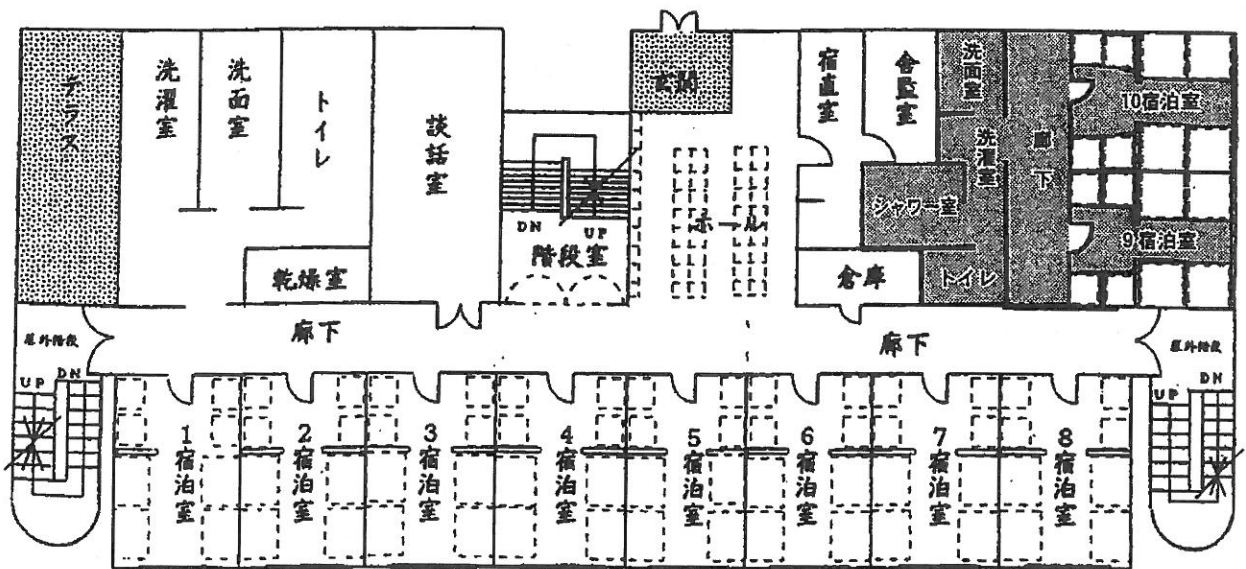 テラス
洗濯室
洗面室
トイレ
談話室
DN
UP
階段室
乾燥室
玄関
ホール
宿直室
舎監室
洗面室
洗濯室
シャワー室
トイレ
倉庫
廊下
10宿泊室
9宿泊室
屋外階段
UP
DN
廊下
廊下
屋外階段
UP
DN
1宿泊室
2宿泊室
3宿泊室
4宿泊室
5宿泊室
6宿泊室
7宿泊室
8宿泊室